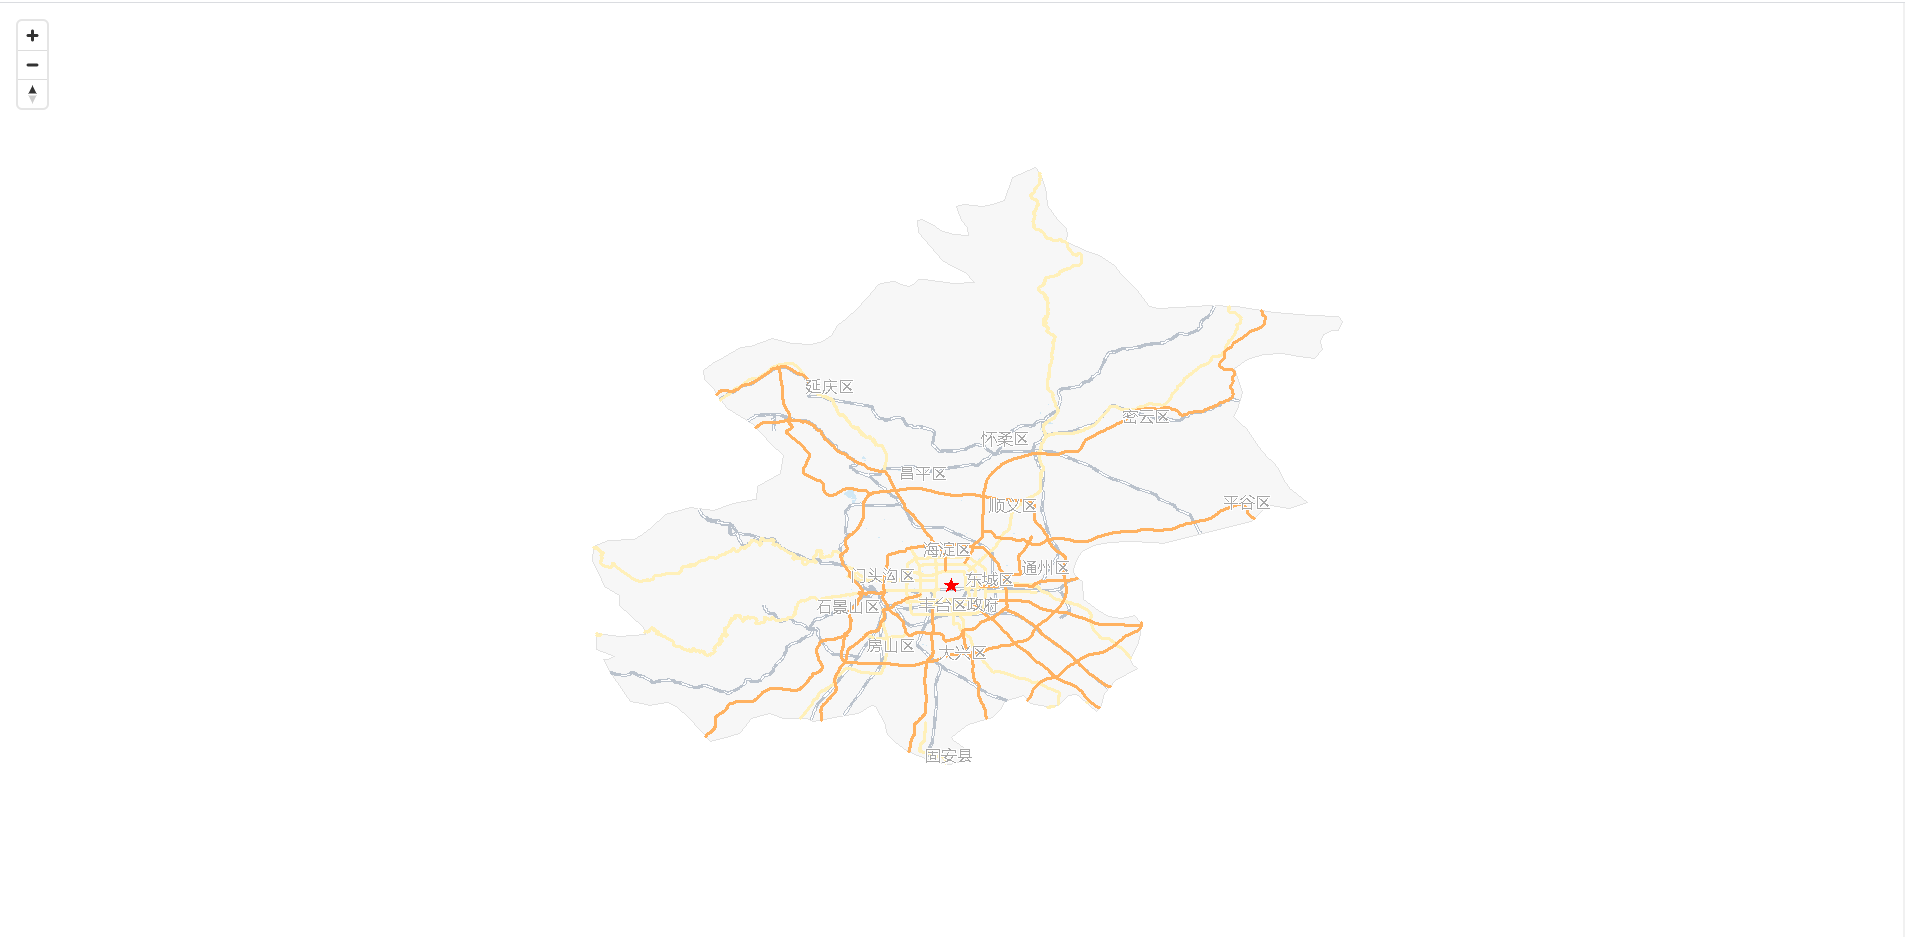 延庆区
密云区
怀柔区
昌平区
平谷区
顺义区
海淀区
通州区
门头沟区
东城区
石景山区
丰台区政府
房山区
大兴区
固安县